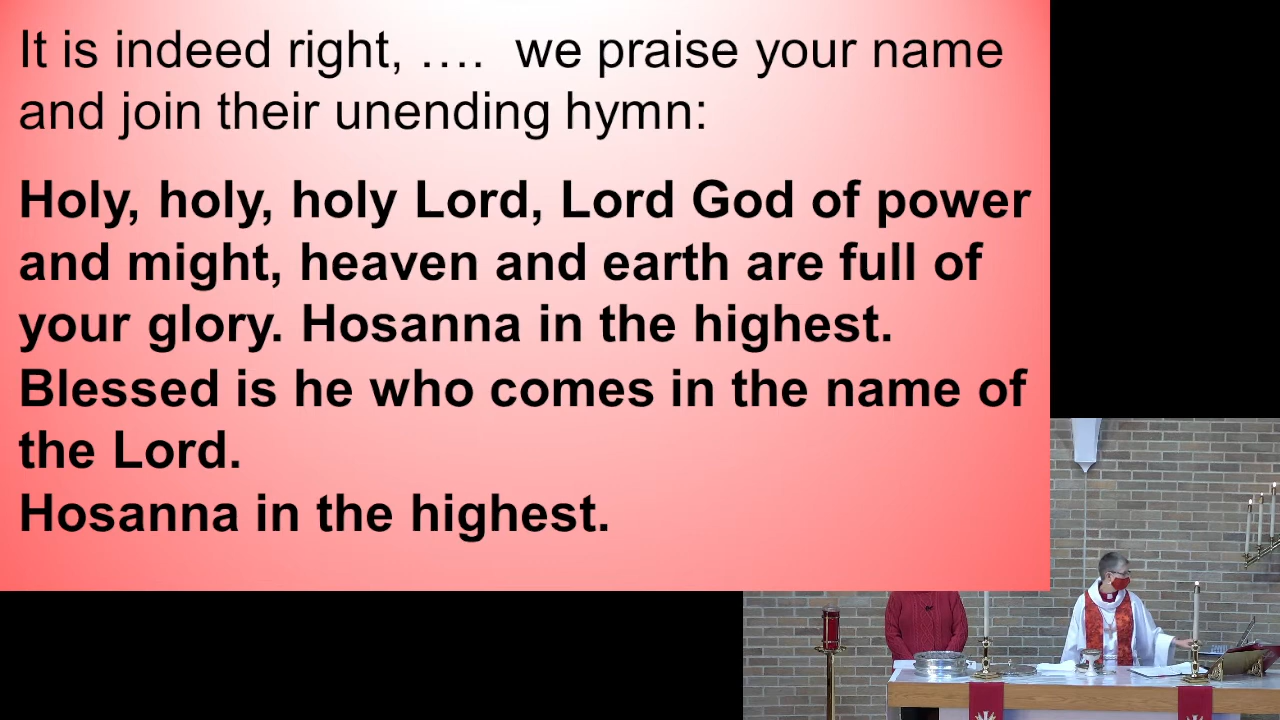 It is indeed right, .... we praise your name
and join their unending hymn:
Holy, holy, holy Lord, Lord God of power
and might, heaven and earth are full of
your glory. Hosanna in the highest.
Blessed is he who comes in the name of
the Lord.
Hosanna in the highest.